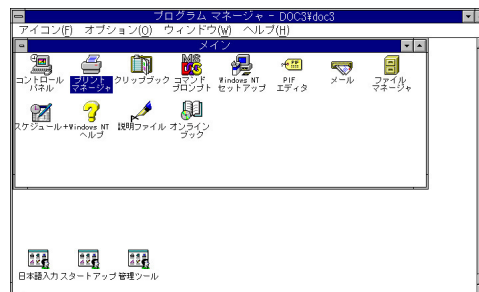 プログラム マネージャ - DOC3¥doc3
アイコン(F) オプション(O) ウィンドウ(W) ヘルプ(H)
メイン
コントロール パネル
プリント マネージャ
クリップブック
コマンド プロンプト
Windows NT セットアップ
PIF エディタ
メール
ファイル マネージャ
スケジュール+
Windows NT ヘルプ
説明ファイル
オンライン ブック
日本語入力 スタートアップ 管理ツール